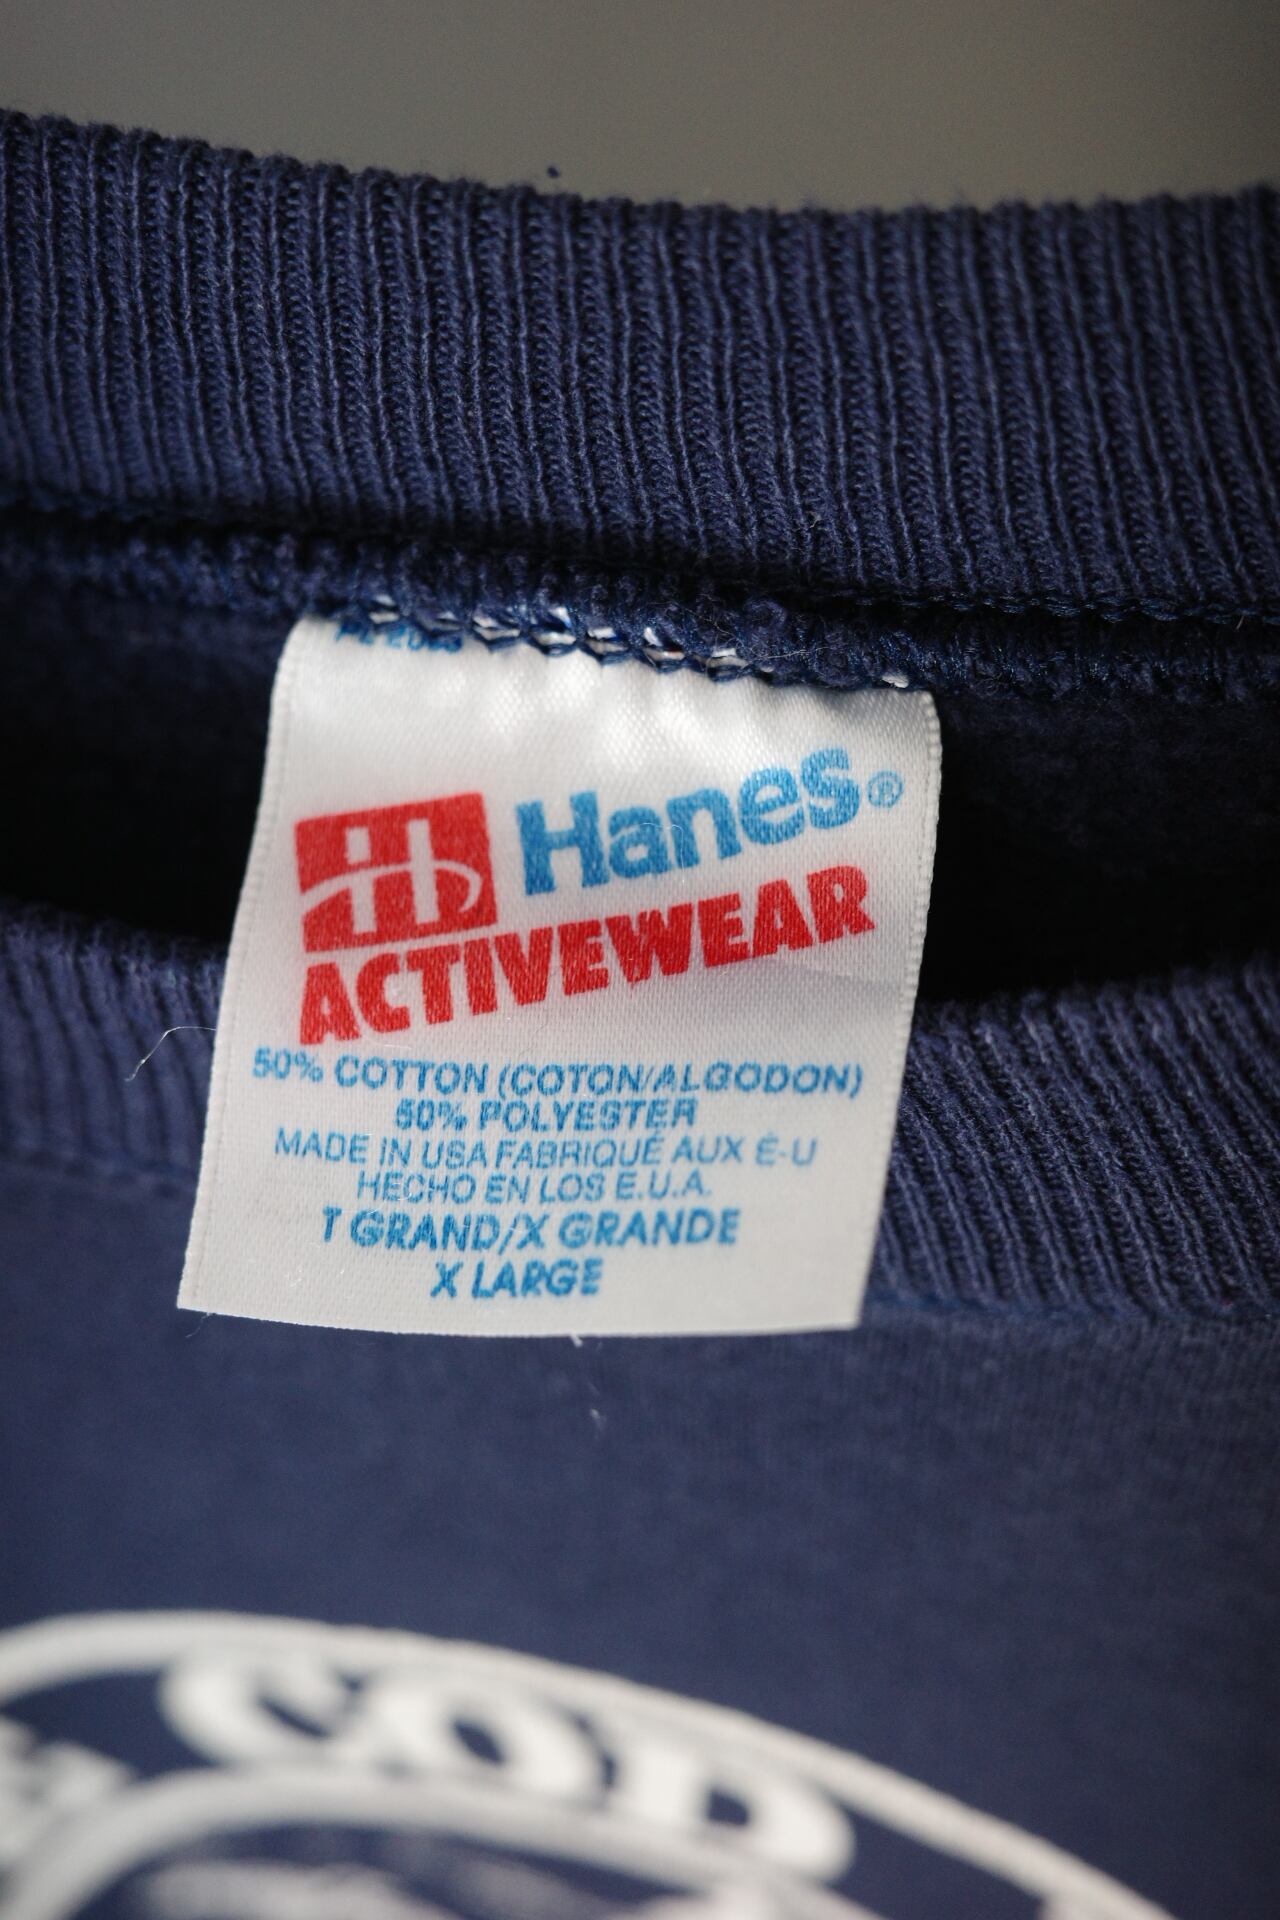 Hanes®
ACTIVEWEAR
50% COTTON (COTON/ALGODON)
50% POLYESTER
MADE IN USA FABRIQUÉ AUX É-U
HECHO EN LOS E.U.A.
T GRAND/X GRANDE
X LARGE
COD